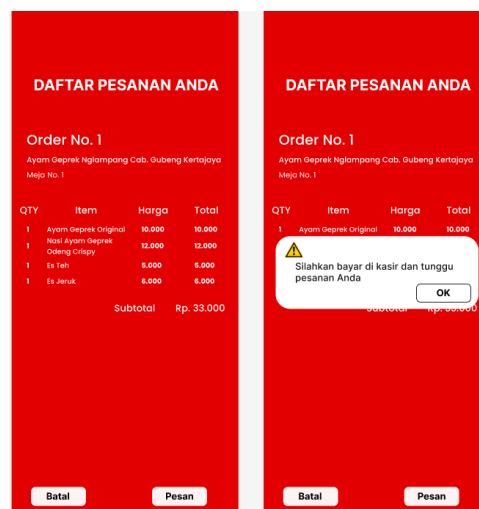 DAFTAR PESANAN ANDA
Order No. 1
Ayam Geprek Nglampang Cab. Gubeng Kertajaya
Meja No. 1
QTY Item Harga Total
1 Ayam Geprek Original 10.000 10.000
1 Nasi Ayam Geprek Odeng Crispy 12.000 12.000
1 Es Teh 5.000 5.000
1 Es Jeruk 6.000 6.000
Subtotal Rp. 33.000
Batal Pesan
DAFTAR PESANAN ANDA
Order No. 1
Ayam Geprek Nglampang Cab. Gubeng Kertajaya
Meja No. 1
QTY Item Harga Total
1 Ayam Geprek Original 10.000 10.000
Silahkan bayar di kasir dan tunggu
pesanan Anda
OK
Subtotal Rp. 33.000
Batal Pesan